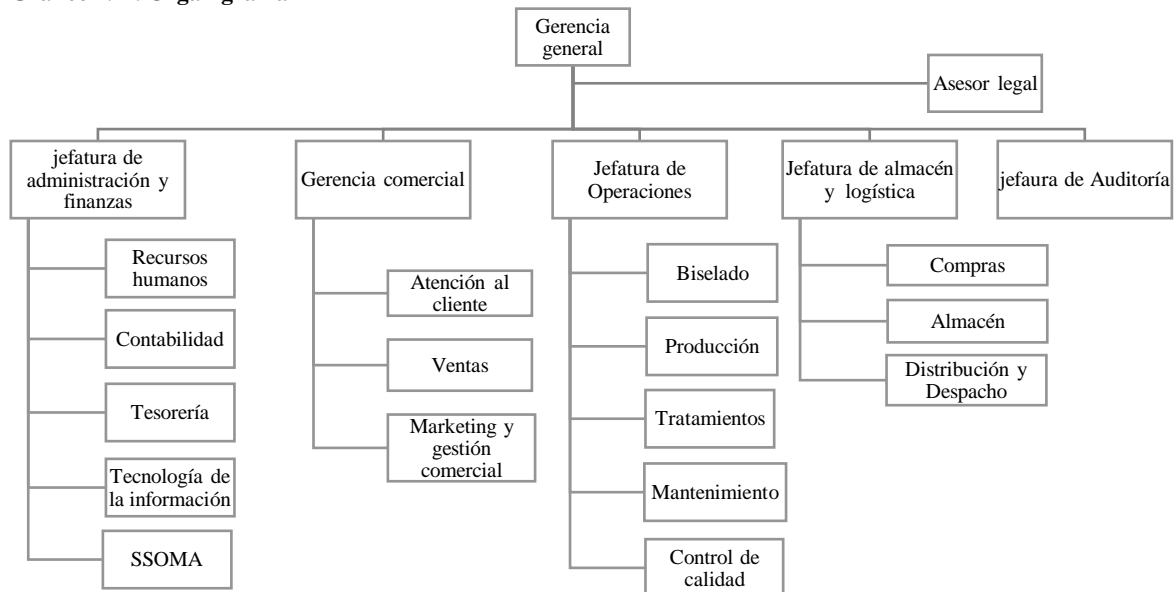 Gerencia
general
Asesor legal
jefatura de
administración y
finanzas
Gerencia comercial
Jefatura de
Operaciones
Jefatura de almacén
y logística
jefaura de Auditoría
Recursos
humanos
Contabilidad
Tesorería
Tecnología de
la información
SSOMA
Atención al
cliente
Ventas
Marketing y
gestión
comercial
Biselado
Producción
Tratamientos
Mantenimiento
Control de
calidad
Compras
Almacén
Distribución y
Despacho